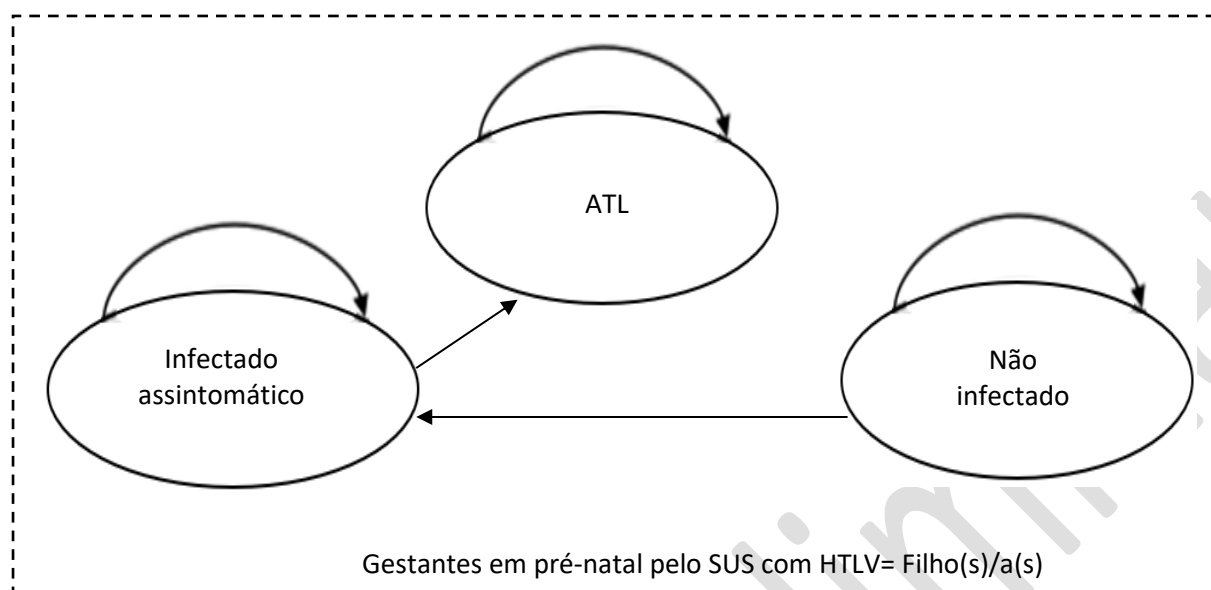 ATL
Infectado
assintomático
Não
infectado
Gestantes em pré-natal pelo SUS com HTLV= Filho(s)/a(s)